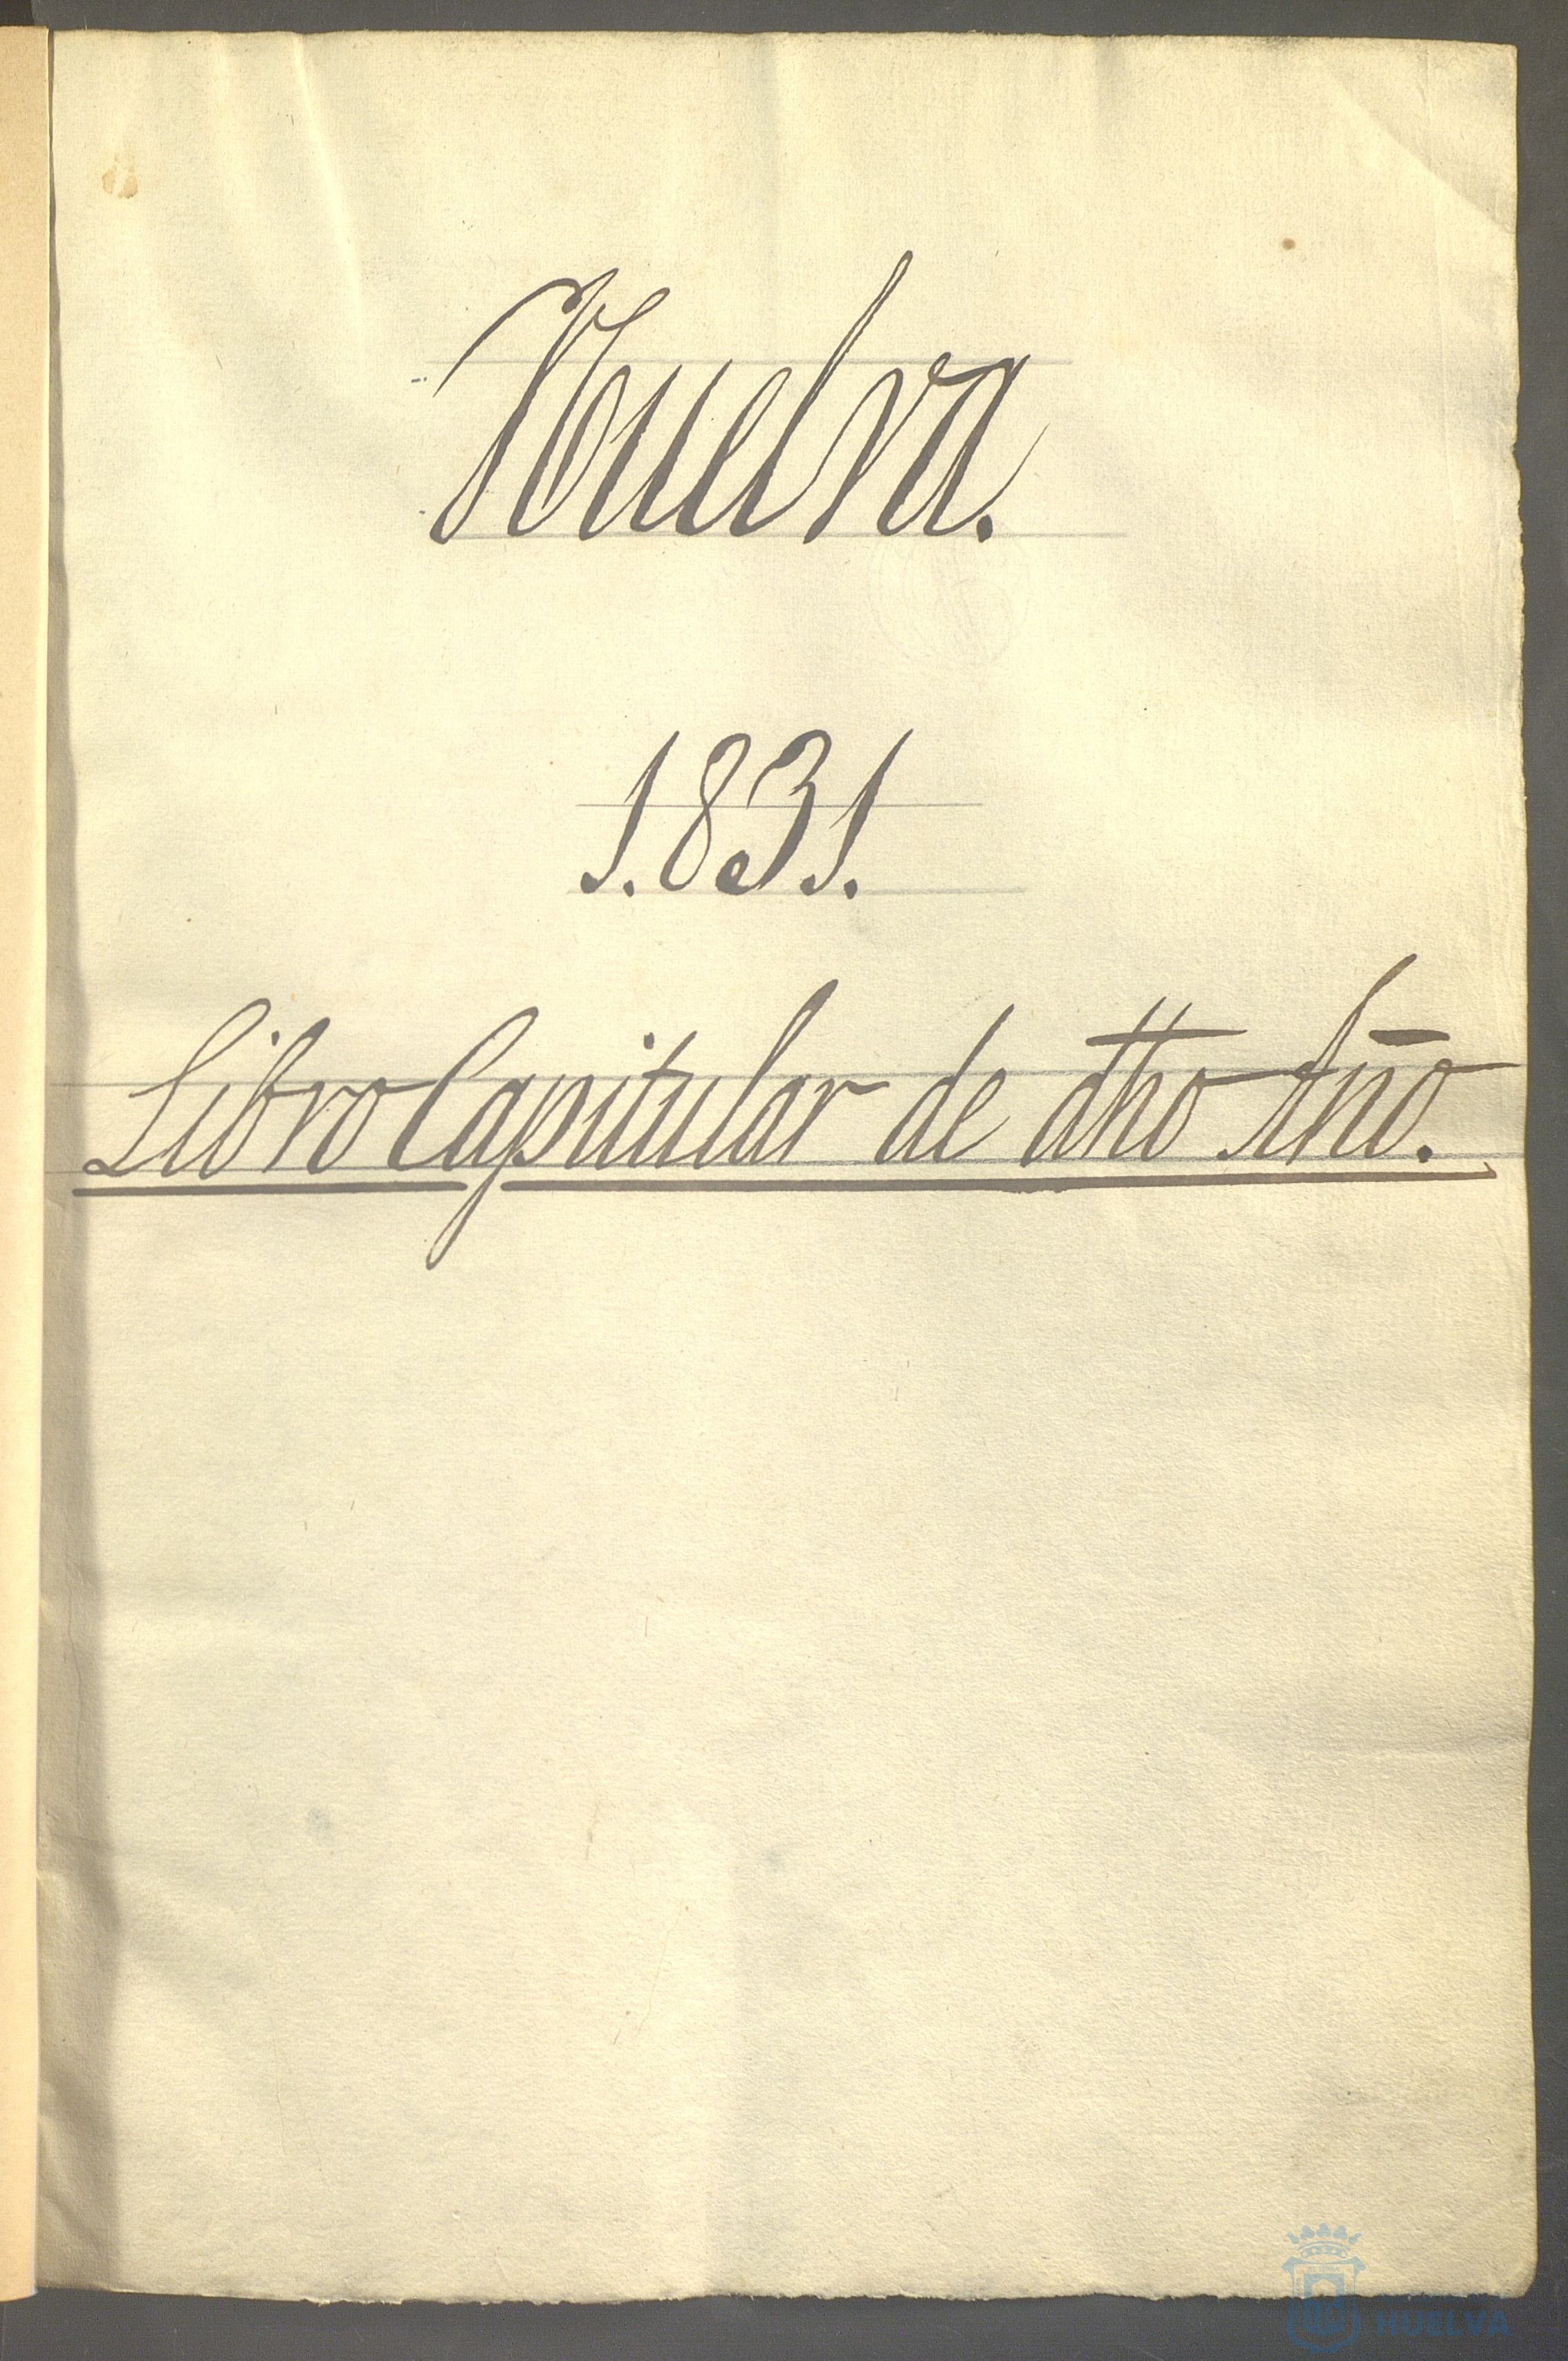 Huelva.
1.831.
Libro Capitular de dho Año.
HUELVA